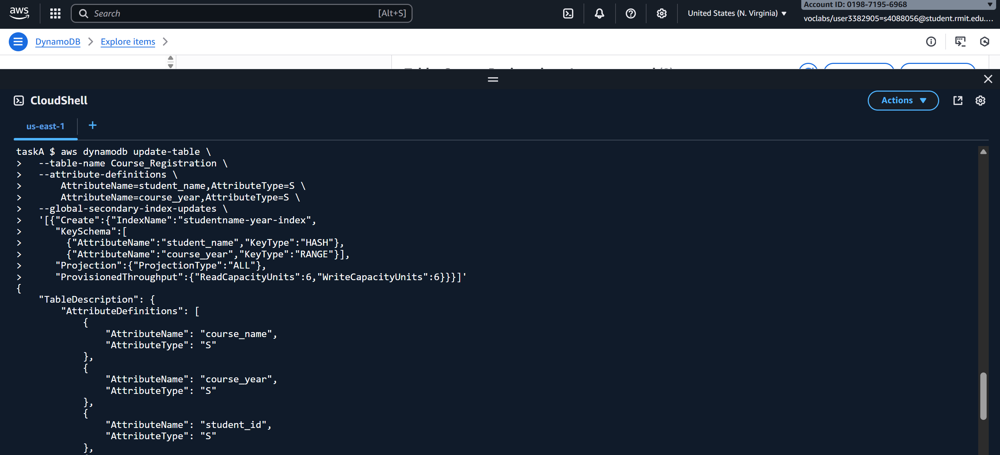 aws
Search [Alt+S]
United States (N. Virginia)
Account ID: 0198-7195-6968
voclabs/user3382905=s4088056@student.rmit.edu....
DynamoDB > Explore items >
CloudShell
Actions
us-east-1 +
taskA $ aws dynamodb update-table \
>   --table-name Course_Registration \
>   --attribute-definitions \
>       AttributeName=student_name,AttributeType=S \
>       AttributeName=course_year,AttributeType=S \
>   --global-secondary-index-updates \
>   '[{"Create":{"IndexName":"studentname-year-index",
>      "KeySchema":[
>        {"AttributeName":"student_name","KeyType":"HASH"},
>        {"AttributeName":"course_year","KeyType":"RANGE"}],
>      "Projection":{"ProjectionType":"ALL"},
>      "ProvisionedThroughput":{"ReadCapacityUnits":6,"WriteCapacityUnits":6}}}]'
{
    "TableDescription": {
        "AttributeDefinitions": [
            {
                "AttributeName": "course_name",
                "AttributeType": "S"
            },
            {
                "AttributeName": "course_year",
                "AttributeType": "S"
            },
            {
                "AttributeName": "student_id",
                "AttributeType": "S"
            },